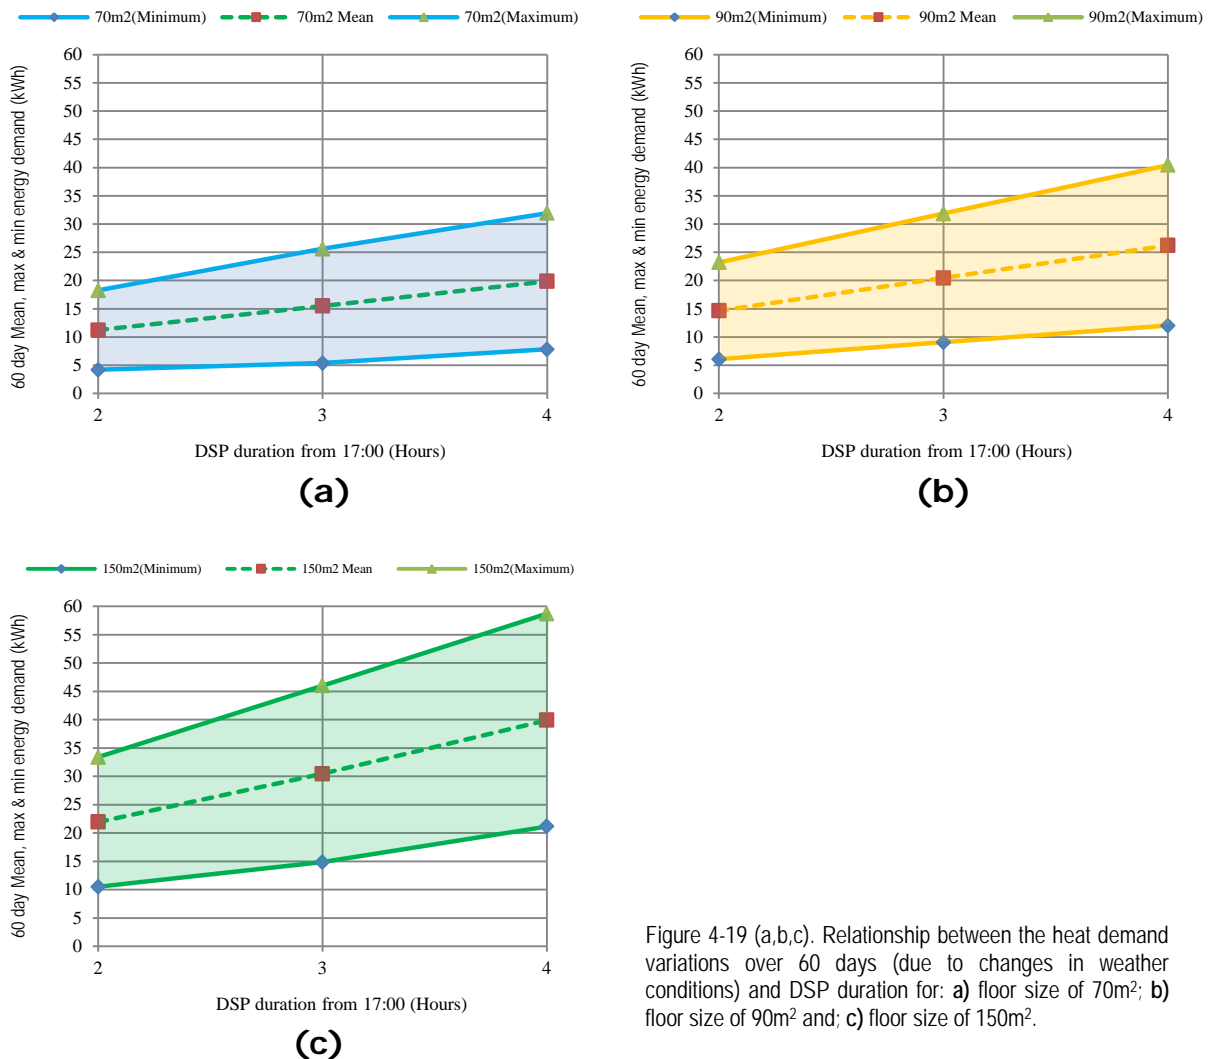 70m2(Minimum) 70m2 Mean 70m2(Maximum)
60 day Mean, max & min energy demand (kWh)
60
55
50
45
40
35
30
25
20
15
10
5
0
2 3 4
DSP duration from 17:00 (Hours)
(a)
90m2(Minimum) 90m2 Mean 90m2(Maximum)
60 day Mean, max & min energy demand (kWh)
60
55
50
45
40
35
30
25
20
15
10
5
0
2 3 4
DSP duration from 17:00 (Hours)
(b)
150m2(Minimum) 150m2 Mean 150m2(Maximum)
60 day Mean, max & min energy demand (kWh)
60
55
50
45
40
35
30
25
20
15
10
5
0
2 3 4
DSP duration from 17:00 (Hours)
(c)
Figure 4-19 (a,b,c). Relationship between the heat demand
variations over 60 days (due to changes in weather
conditions) and DSP duration for: a) floor size of 70m²; b)
floor size of 90m² and; c) floor size of 150m².